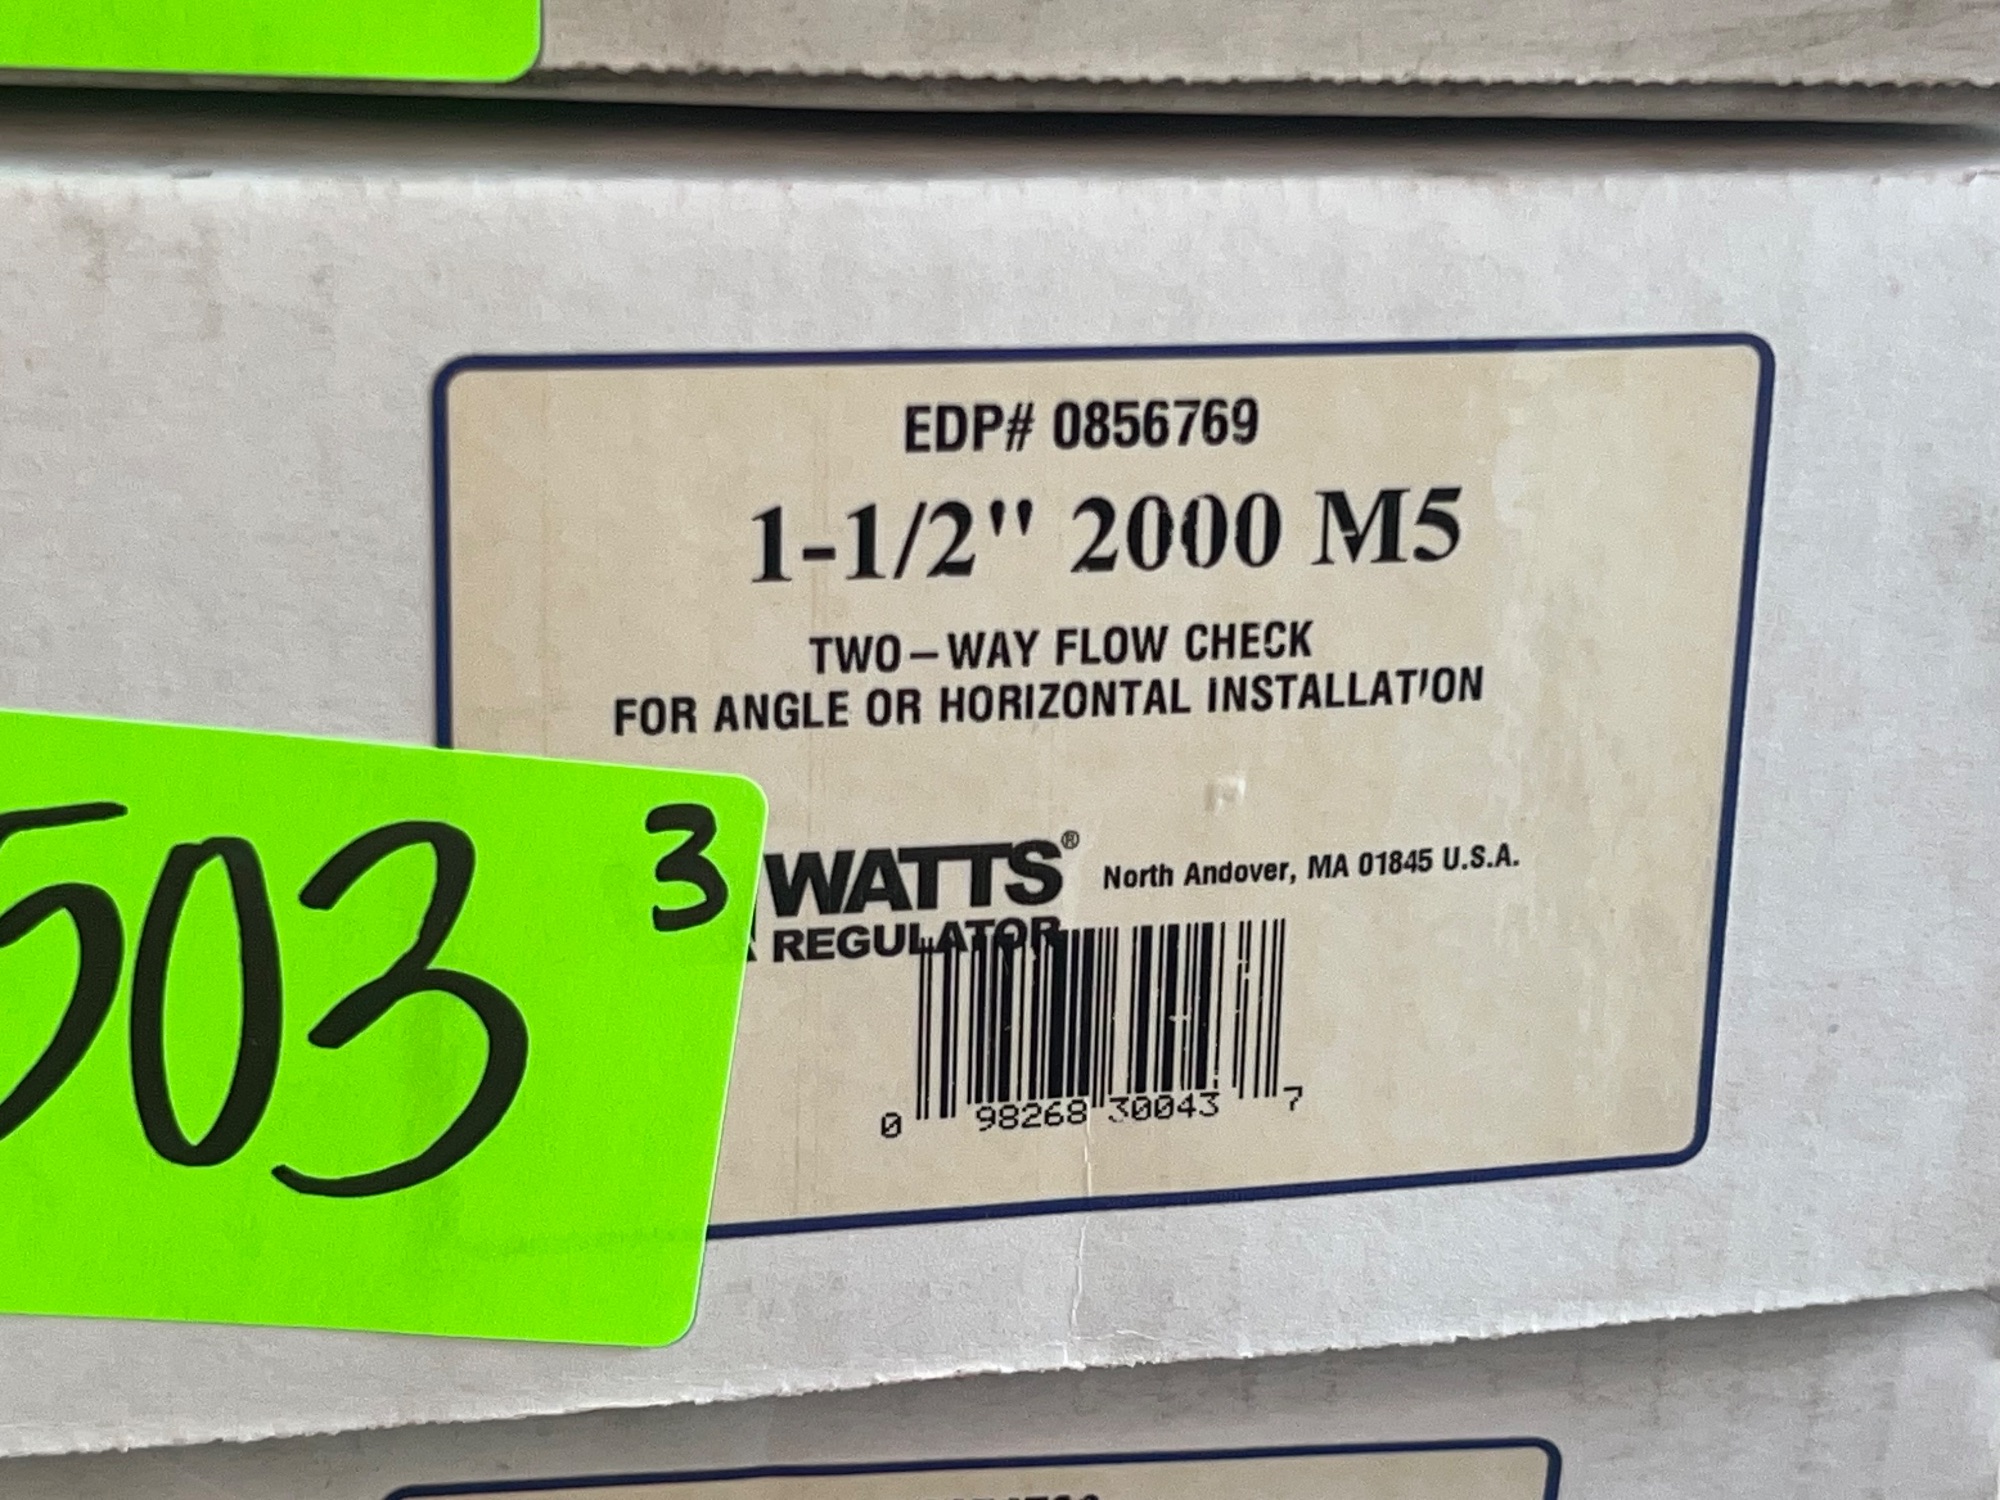 EDP# 0856769
1-1/2" 2000 M5
TWO-WAY FLOW CHECK
FOR ANGLE OR HORIZONTAL INSTALLATION
503 3
WATTS® North Andover, MA 01845 U.S.A.
REGULATOR
0 98268 30043 7